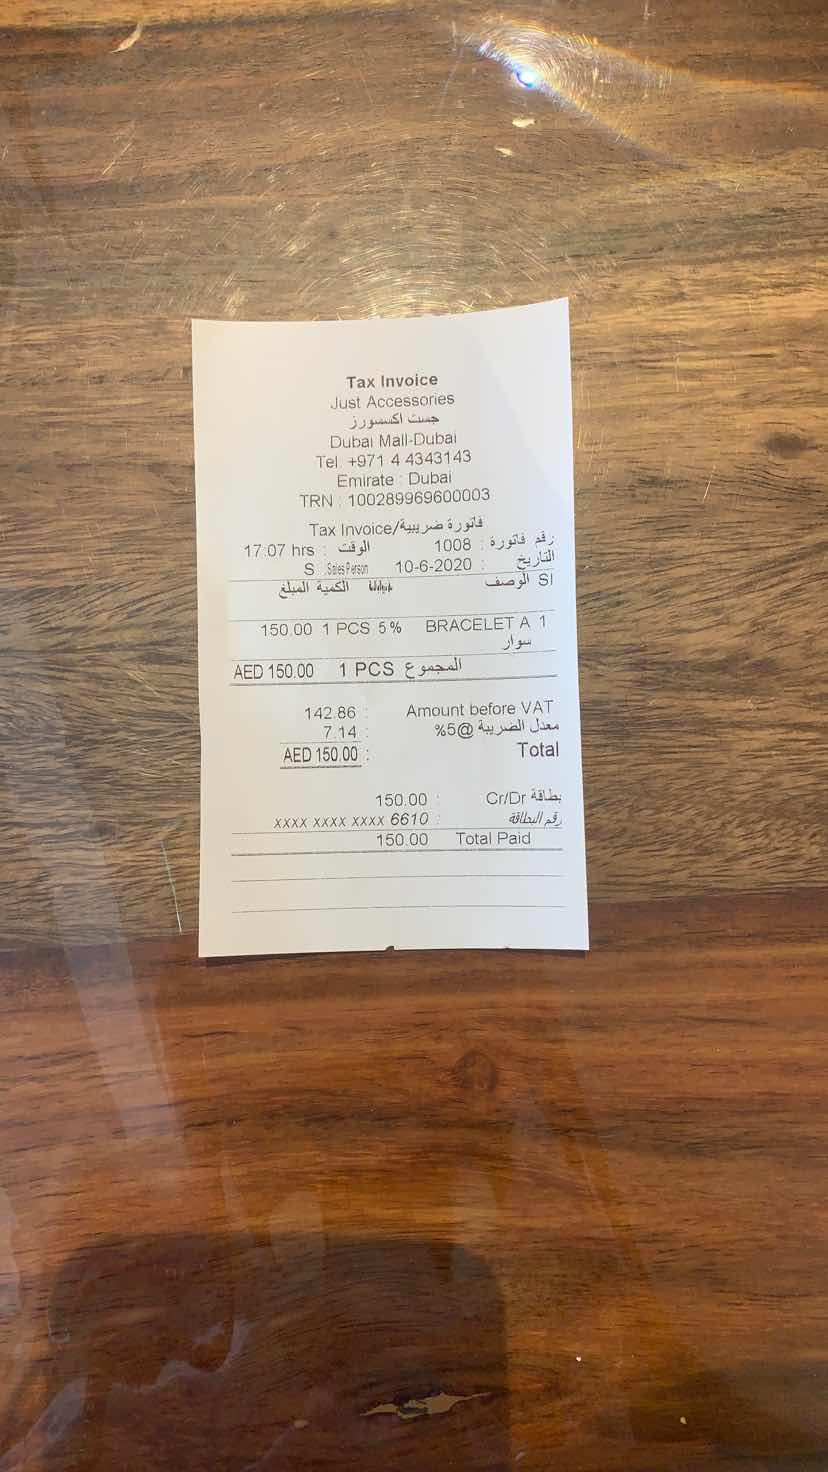 Tax Invoice
Just Accessories
جست اكسسورز
Dubai Mall-Dubai
Tel. +971 4 4343143
Emirate : Dubai
TRN : 100289969600003
Tax Invoice/فاتورة ضريبية
رقم فاتورة : 1008 الوقت : 17:07 hrs
التاريخ : 10-6-2020 Sales Person S
SI الوصف الكمية المبلغ
1 BRACELET A 5% 1 PCS 150.00
سوار
المجموع 1 PCS AED 150.00
Amount before VAT : 142.86
معدل الضريبة @5% : 7.14
Total : AED 150.00
بطاقة Cr/Dr : 150.00
رقم البطاقة : XXXX XXXX XXXX 6610
Total Paid 150.00